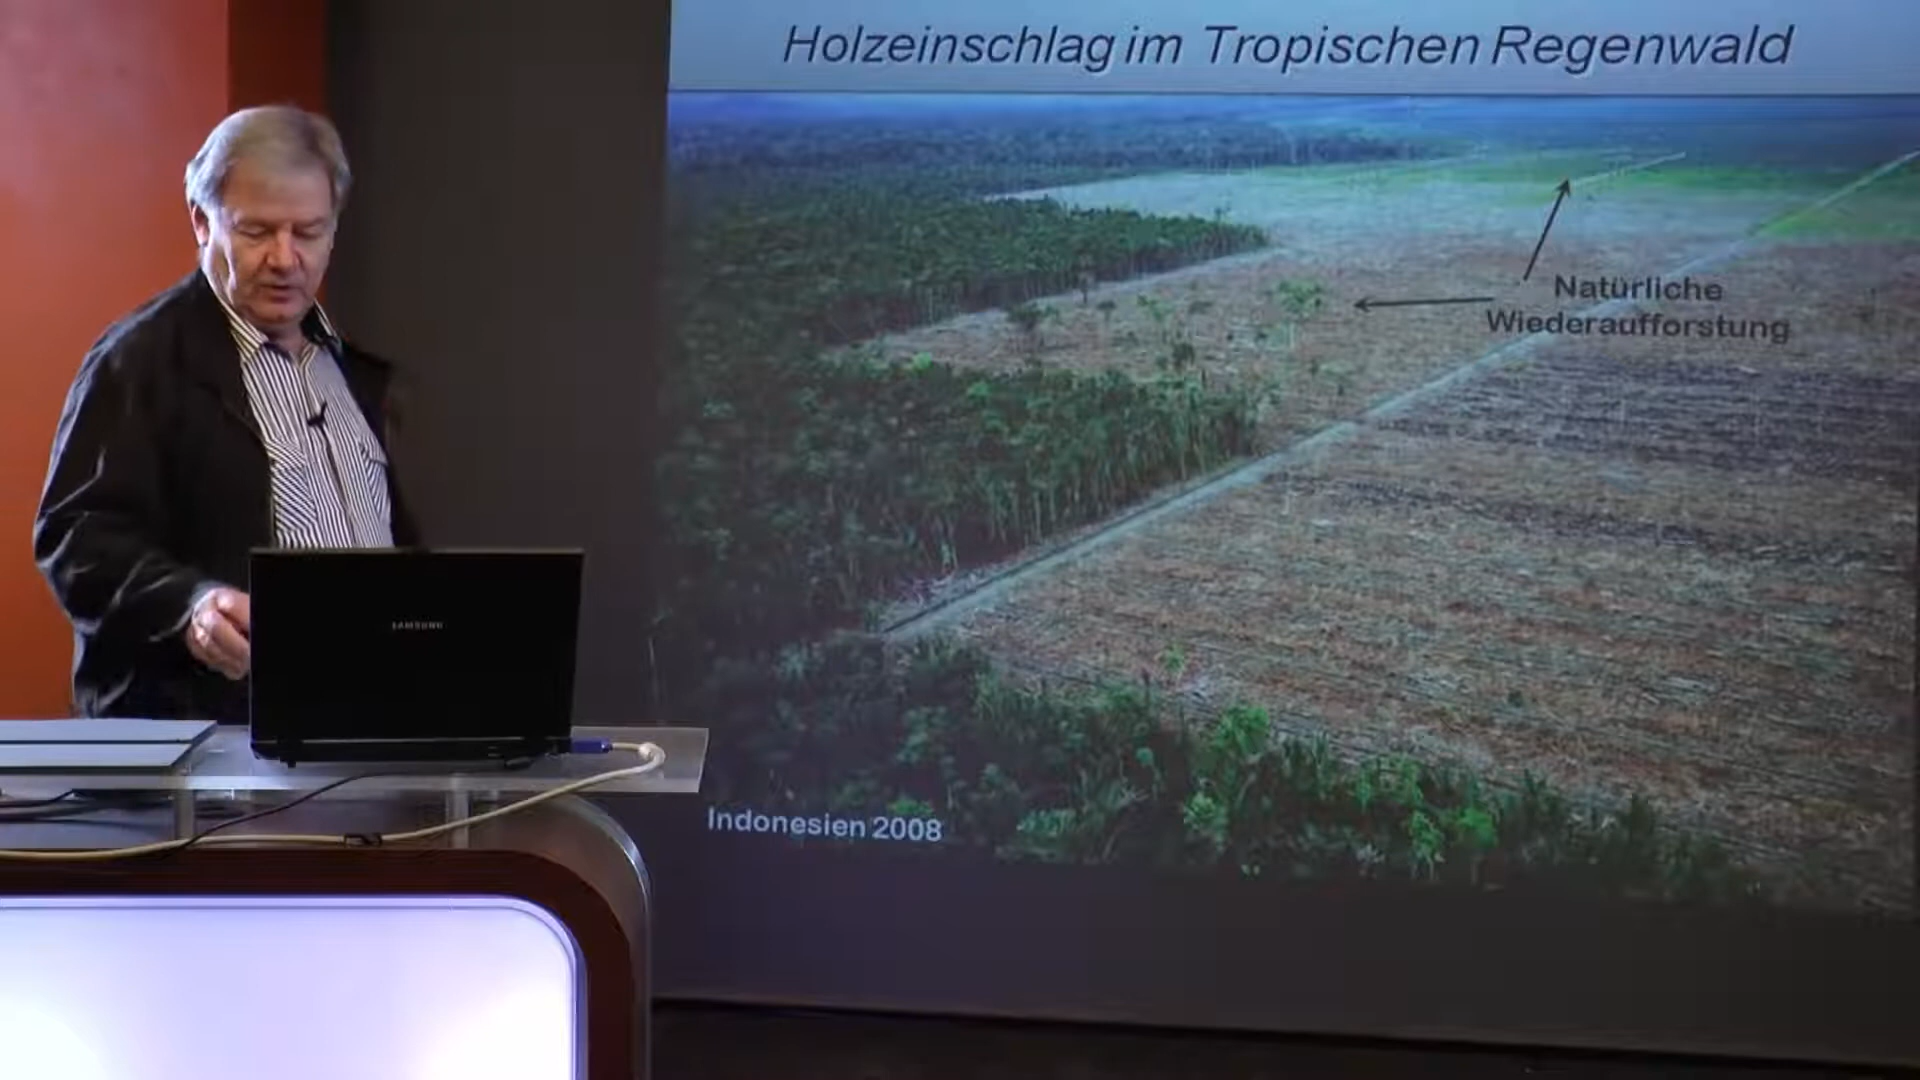 Holzeinschlag im Tropischen Regenwald
Natürliche
Wiederaufforstung
SAMSUNG
Indonesien 2008